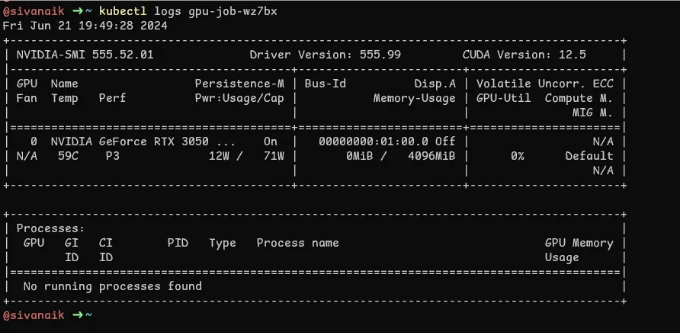 @sivanaik ➜~ kubectl logs gpu-job-wz7bx
Fri Jun 21 19:49:28 2024
+-----------------------------------------------------------------------------------------+
| NVIDIA-SMI 555.52.01              Driver Version: 555.99         CUDA Version: 12.5     |
|-----------------------------------------+------------------------+----------------------+
| GPU  Name                 Persistence-M | Bus-Id          Disp.A | Volatile Uncorr. ECC |
| Fan  Temp   Perf          Pwr:Usage/Cap |           Memory-Usage | GPU-Util  Compute M. |
|                                         |                        |               MIG M. |
|=========================================+========================+======================|
|   0  NVIDIA GeForce RTX 3050 ...    On  |   00000000:01:00.0 Off |                  N/A |
| N/A   59C    P3             12W /   71W |       0MiB /   4096MiB |      0%      Default |
|                                         |                        |                  N/A |
+-----------------------------------------+------------------------+----------------------+
+-----------------------------------------------------------------------------------------+
| Processes:                                                                              |
|  GPU   GI   CI        PID   Type   Process name                              GPU Memory |
|        ID   ID                                                               Usage      |
|=========================================================================================|
|  No running processes found                                                             |
+-----------------------------------------------------------------------------------------+
@sivanaik ➜~